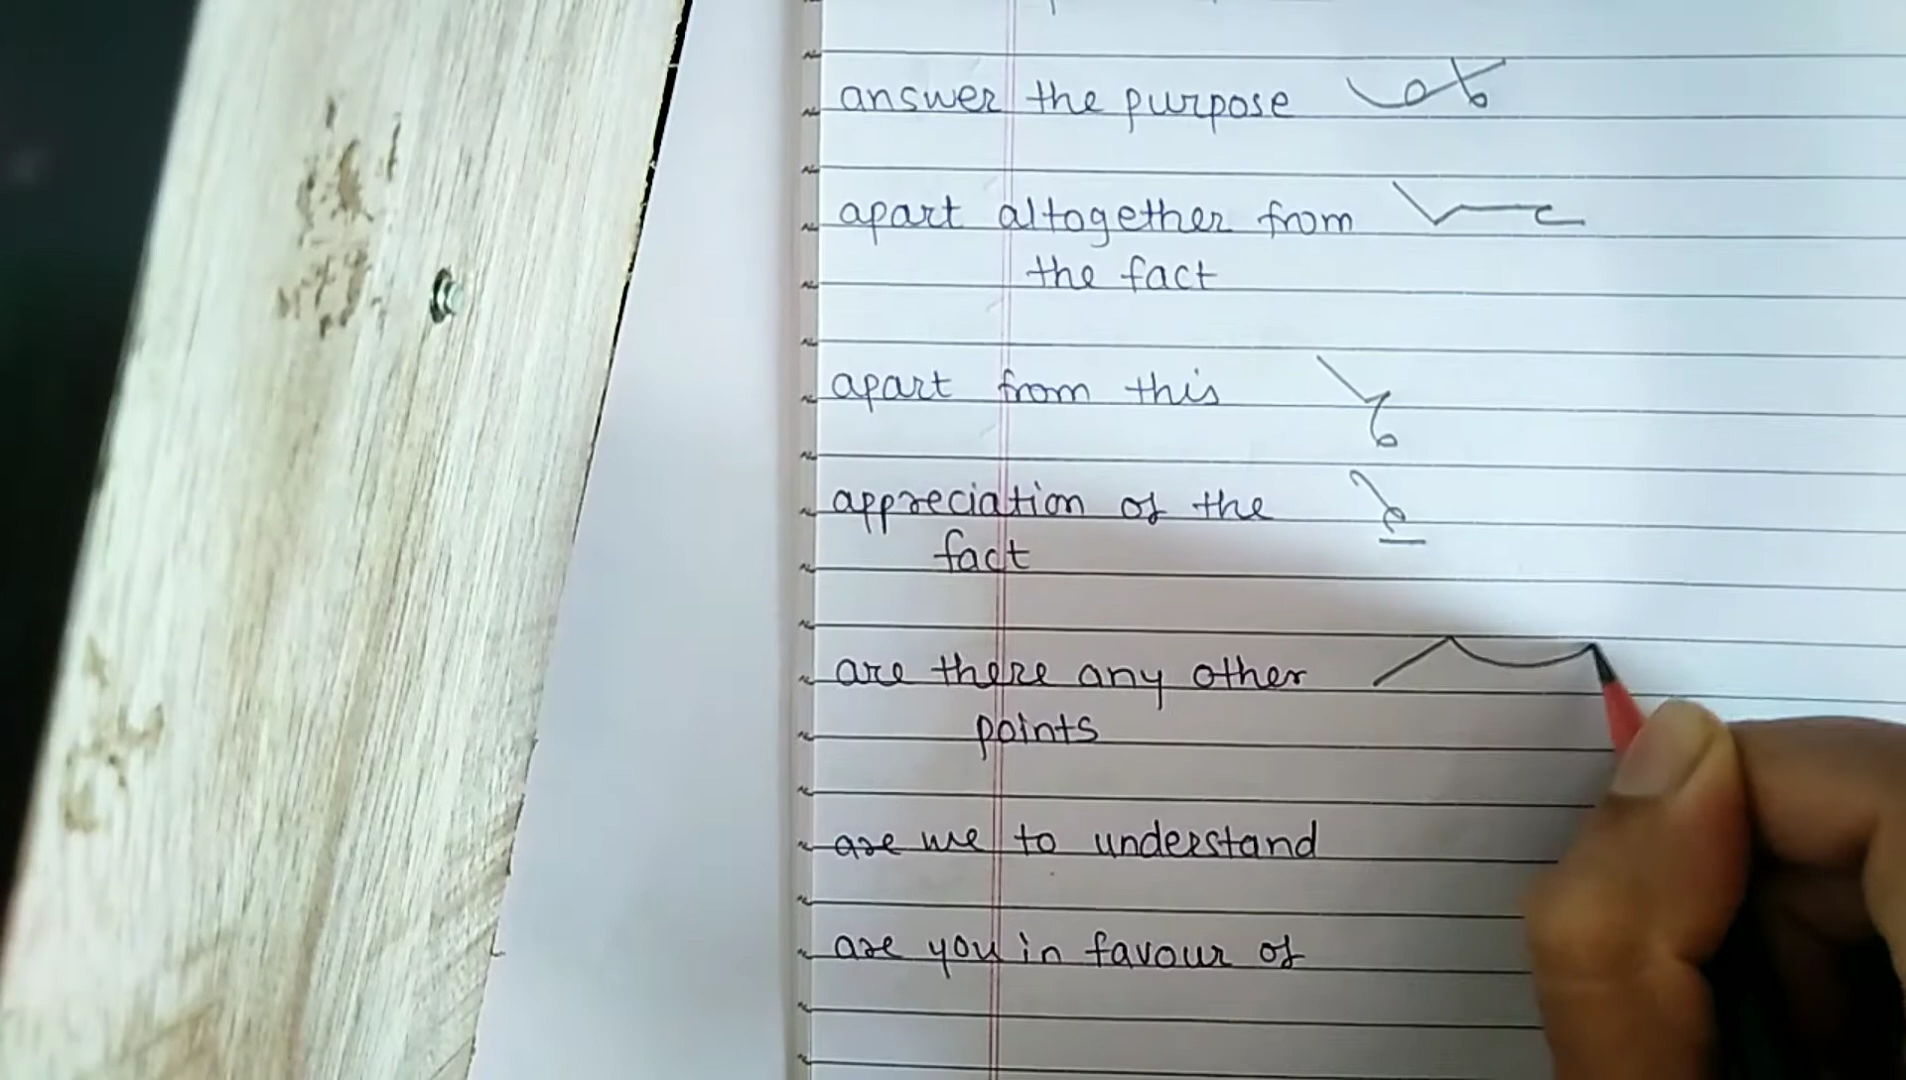 answer the purpose
apart altogether from
the fact
apart from this
appreciation of the
fact
are there any other
points
are we to understand
are you in favour of